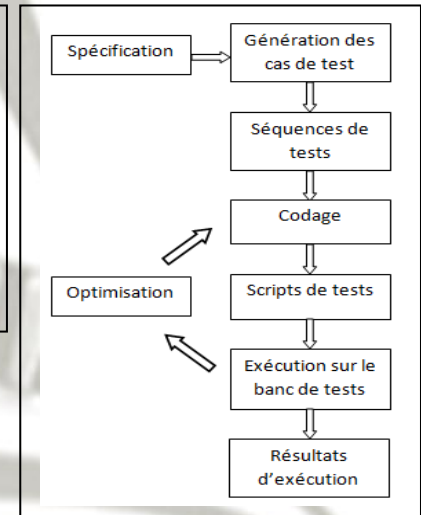 Spécification
Génération des
cas de test
Séquences de
tests
Codage
Optimisation
Scripts de tests
Exécution sur le
banc de tests
Résultats
d'exécution